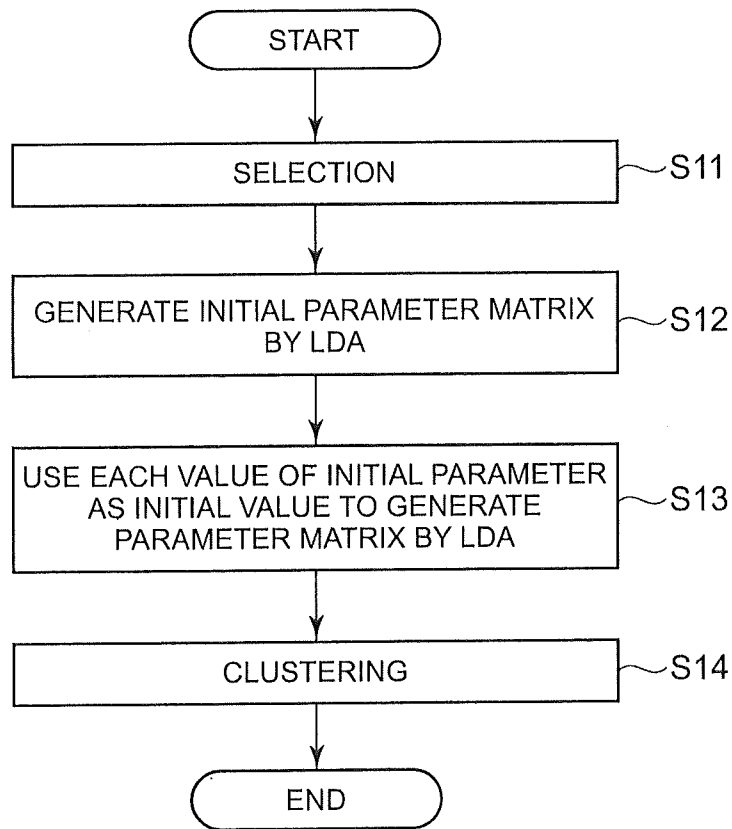 START
SELECTION
S11
GENERATE INITIAL PARAMETER MATRIX
BY LDA
S12
USE EACH VALUE OF INITIAL PARAMETER
AS INITIAL VALUE TO GENERATE
PARAMETER MATRIX BY LDA
S13
CLUSTERING
S14
END